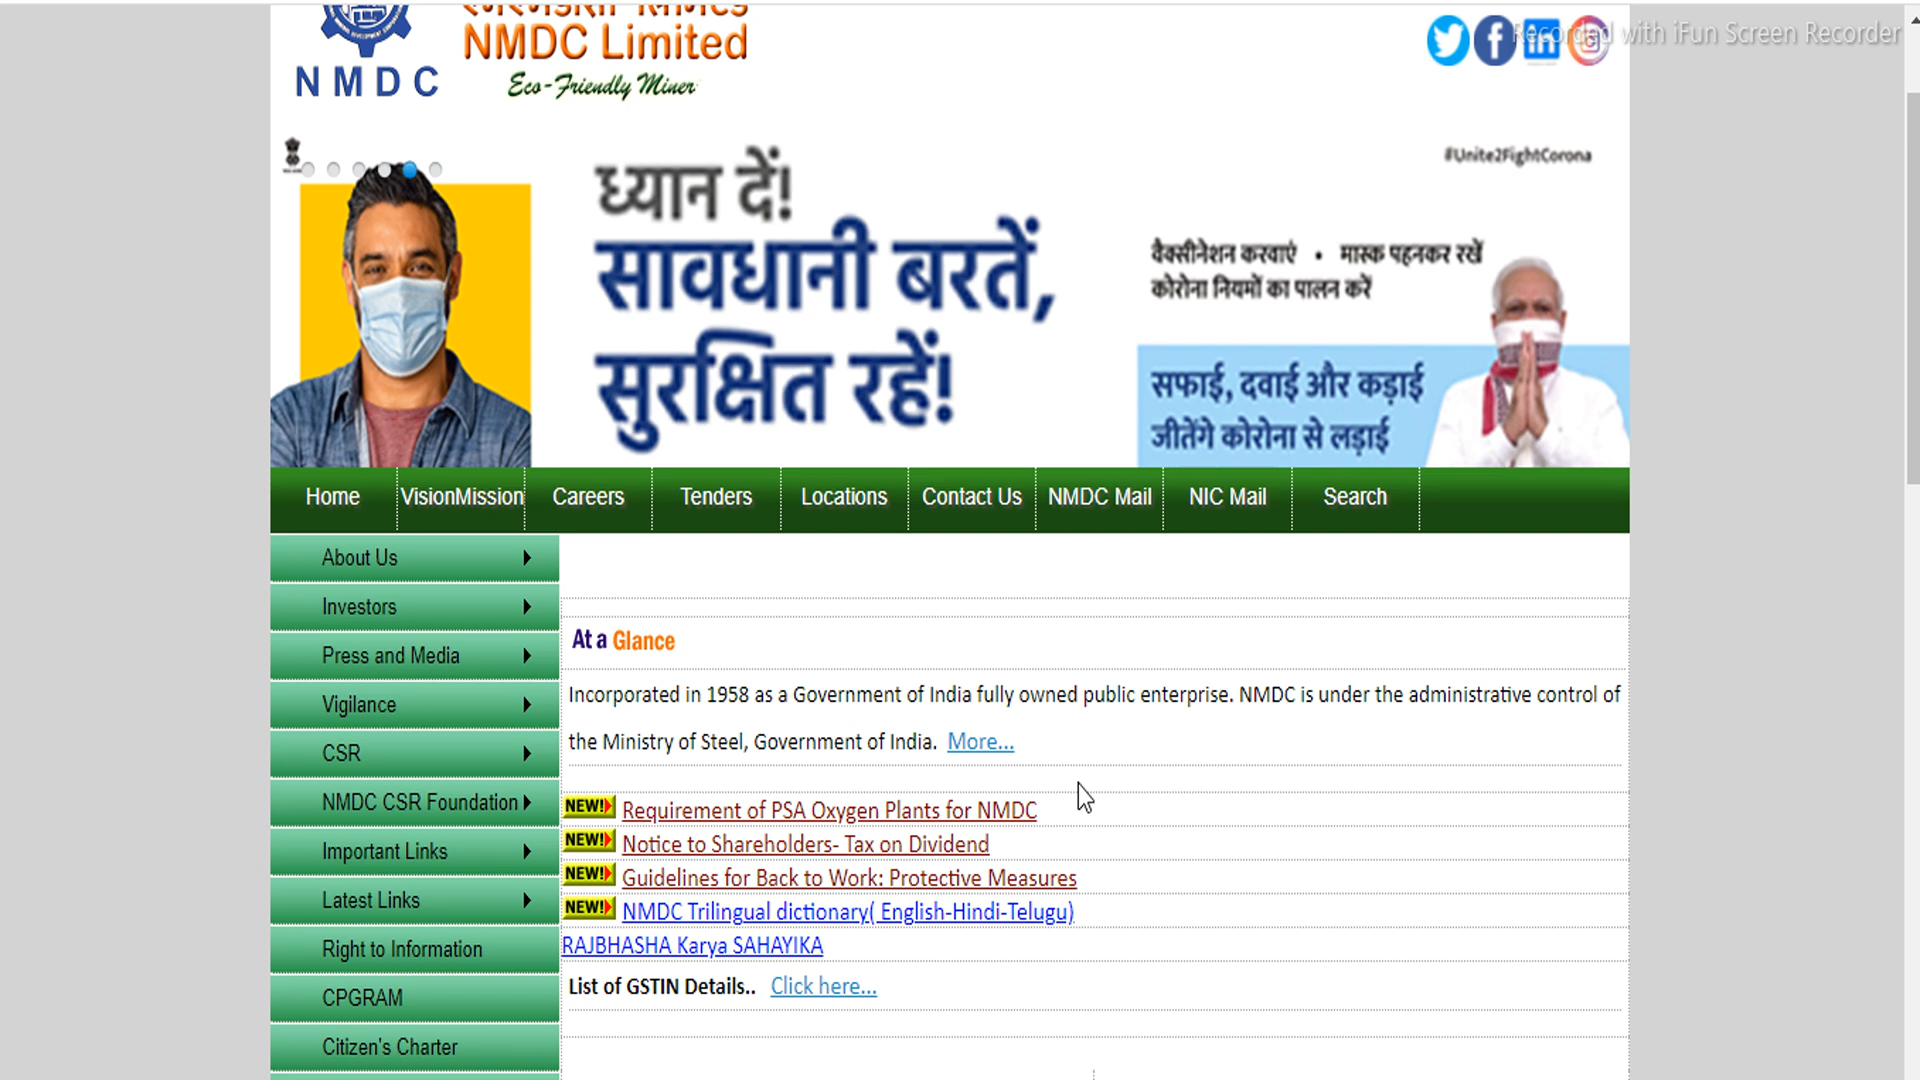 NMDC Limited
Eco-Friendly Miner
N M D C
Recorded with iFun Screen Recorder
#Unite2FightCorona
ध्यान दें!
सावधानी बरतें,
सुरक्षित रहें!
वैक्सीनेशन करवाएं • मास्क पहनकर रखें
कोरोना नियमों का पालन करें
सफाई, दवाई और कड़ाई
जीतेंगे कोरोना से लड़ाई
Home VisionMission Careers Tenders Locations Contact Us NMDC Mail NIC Mail Search
About Us
Investors
Press and Media
Vigilance
CSR
NMDC CSR Foundation
Important Links
Latest Links
Right to Information
CPGRAM
Citizen's Charter
At a Glance
Incorporated in 1958 as a Government of India fully owned public enterprise. NMDC is under the administrative control of
the Ministry of Steel, Government of India. More...
NEW! Requirement of PSA Oxygen Plants for NMDC
NEW! Notice to Shareholders- Tax on Dividend
NEW! Guidelines for Back to Work: Protective Measures
NEW! NMDC Trilingual dictionary( English-Hindi-Telugu)
RAJBHASHA Karya SAHAYIKA
List of GSTIN Details.. Click here...